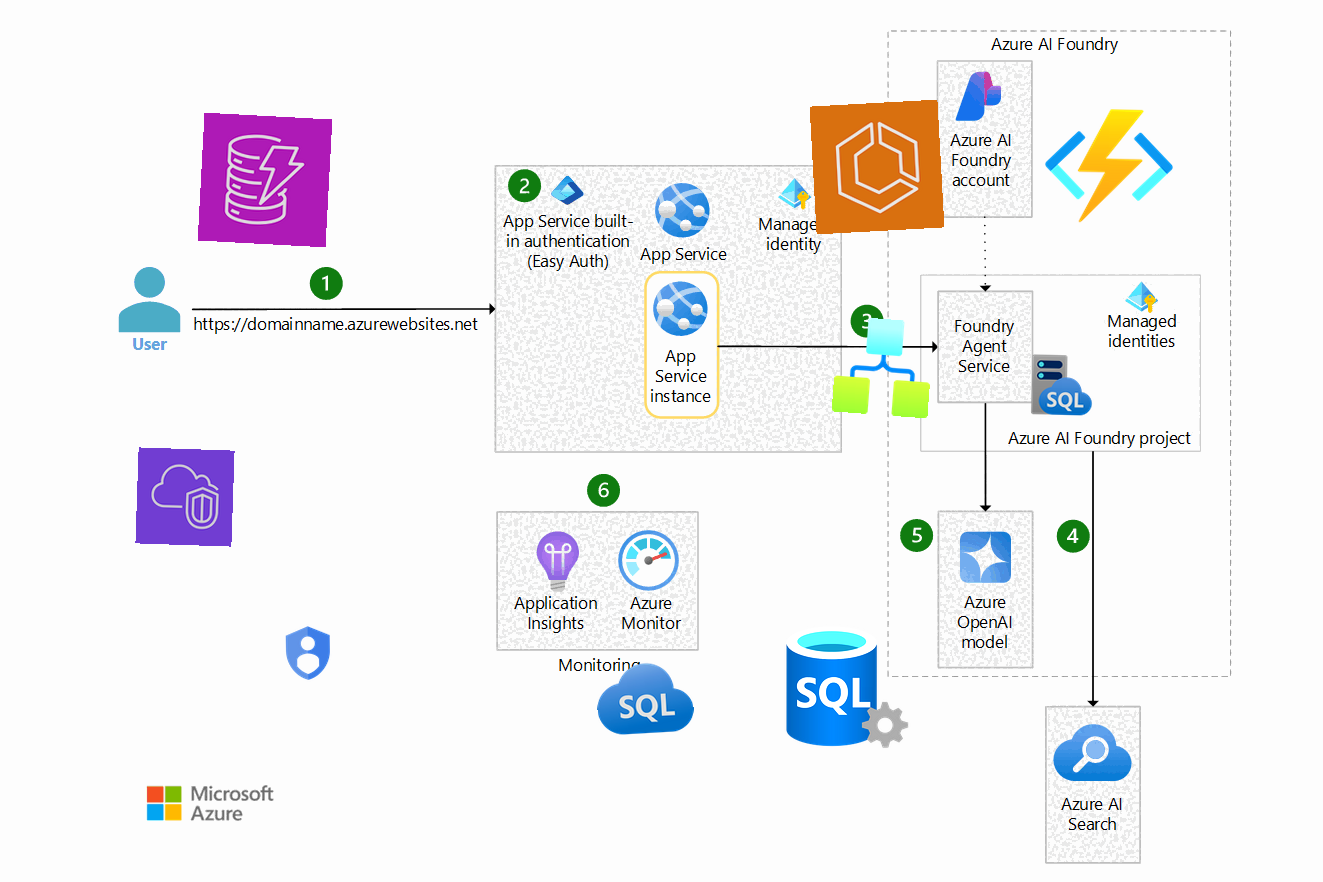 Azure AI Foundry
Azure AI
Foundry
account
2
App Service built-
in authentication
(Easy Auth)
App Service
Manage
identity
1
https://domainname.azurewebsites.net
User
App
Service
instance
3
Foundry
Agent
Service
Managed
identities
SQL
Azure AI Foundry project
6
Application
Insights
Azure
Monitor
Monitoring
SQL
SQL
5
4
Azure
OpenAI
model
Azure AI
Search
Microsoft
Azure